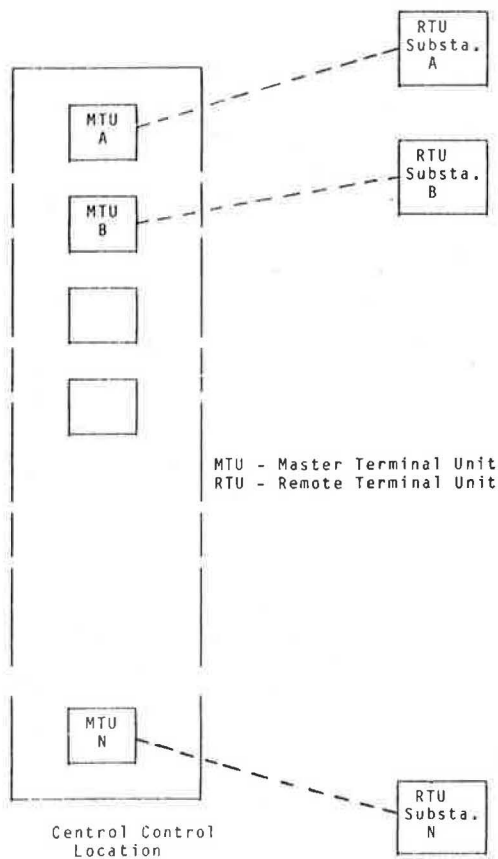 RTU
Substa.
A
MTU
A
RTU
Substa.
B
MTU
B
MTU - Master Terminal Unit
RTU - Remote Terminal Unit
MTU
N
RTU
Substa.
N
Centrol Control
Location